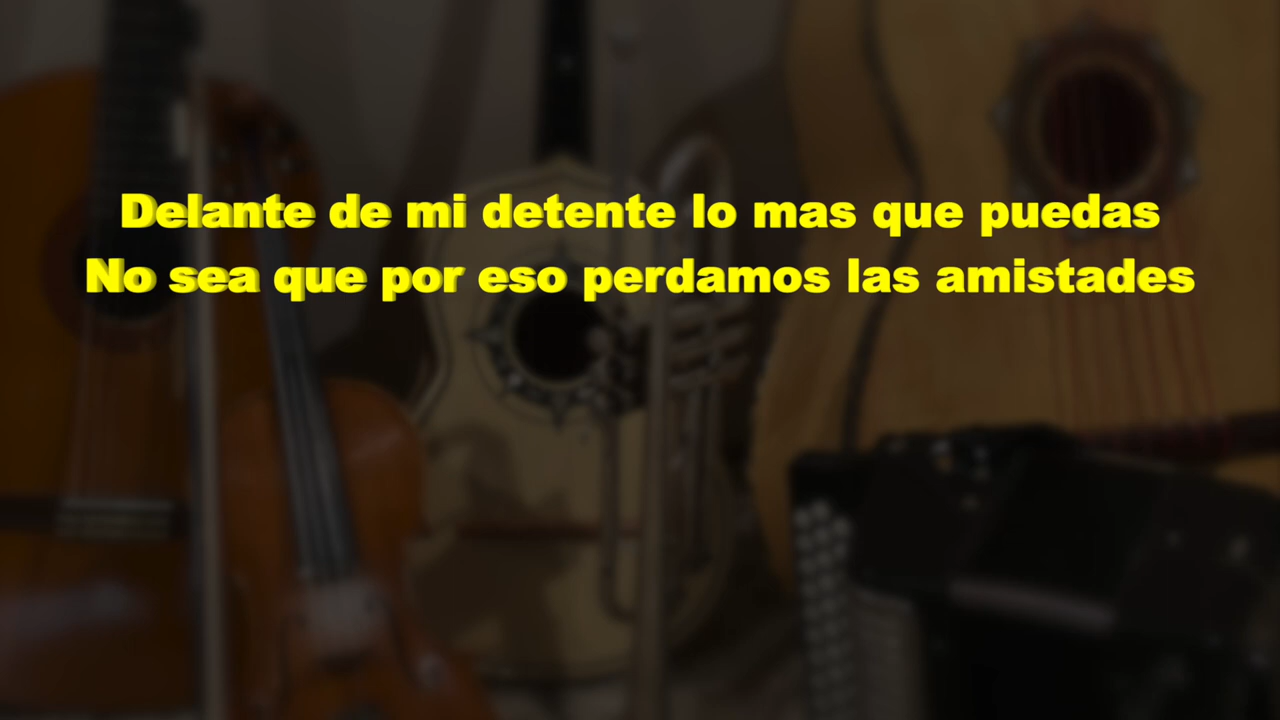 Delante de mi detente lo mas que puedas
No sea que por eso perdamos las amistades